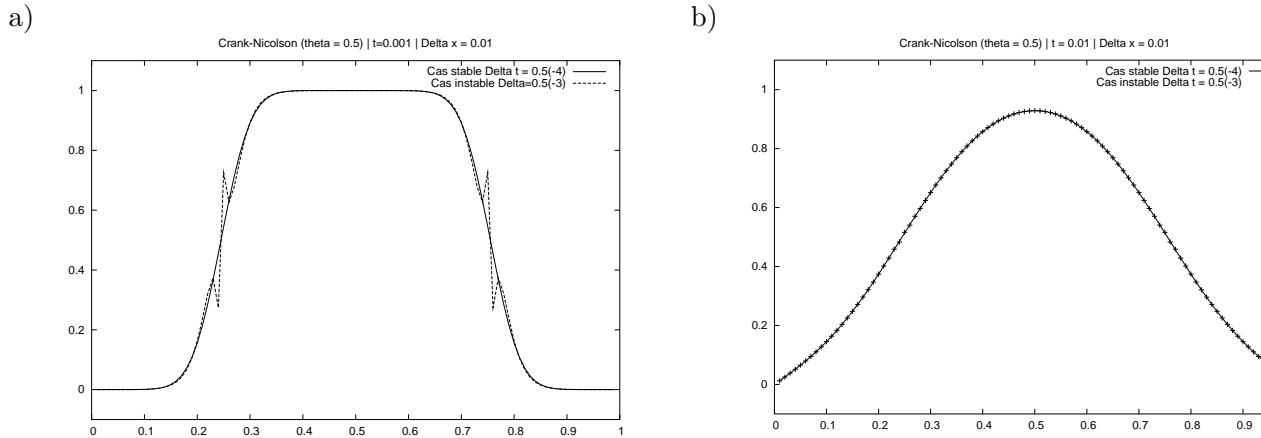 a)
Crank-Nicolson (theta = 0.5) | t=0.001 | Delta x = 0.01
Cas stable Delta t = 0.5(-4)
Cas instable Delta=0.5(-3)
1
0.8
0.6
0.4
0.2
0
0 0.1 0.2 0.3 0.4 0.5 0.6 0.7 0.8 0.9 1
b)
Crank-Nicolson (theta = 0.5) | t = 0.01 | Delta x = 0.01
Cas stable Delta t = 0.5(-4)
Cas instable Delta t = 0.5(-3)
1
0.8
0.6
0.4
0.2
0
0 0.1 0.2 0.3 0.4 0.5 0.6 0.7 0.8 0.9